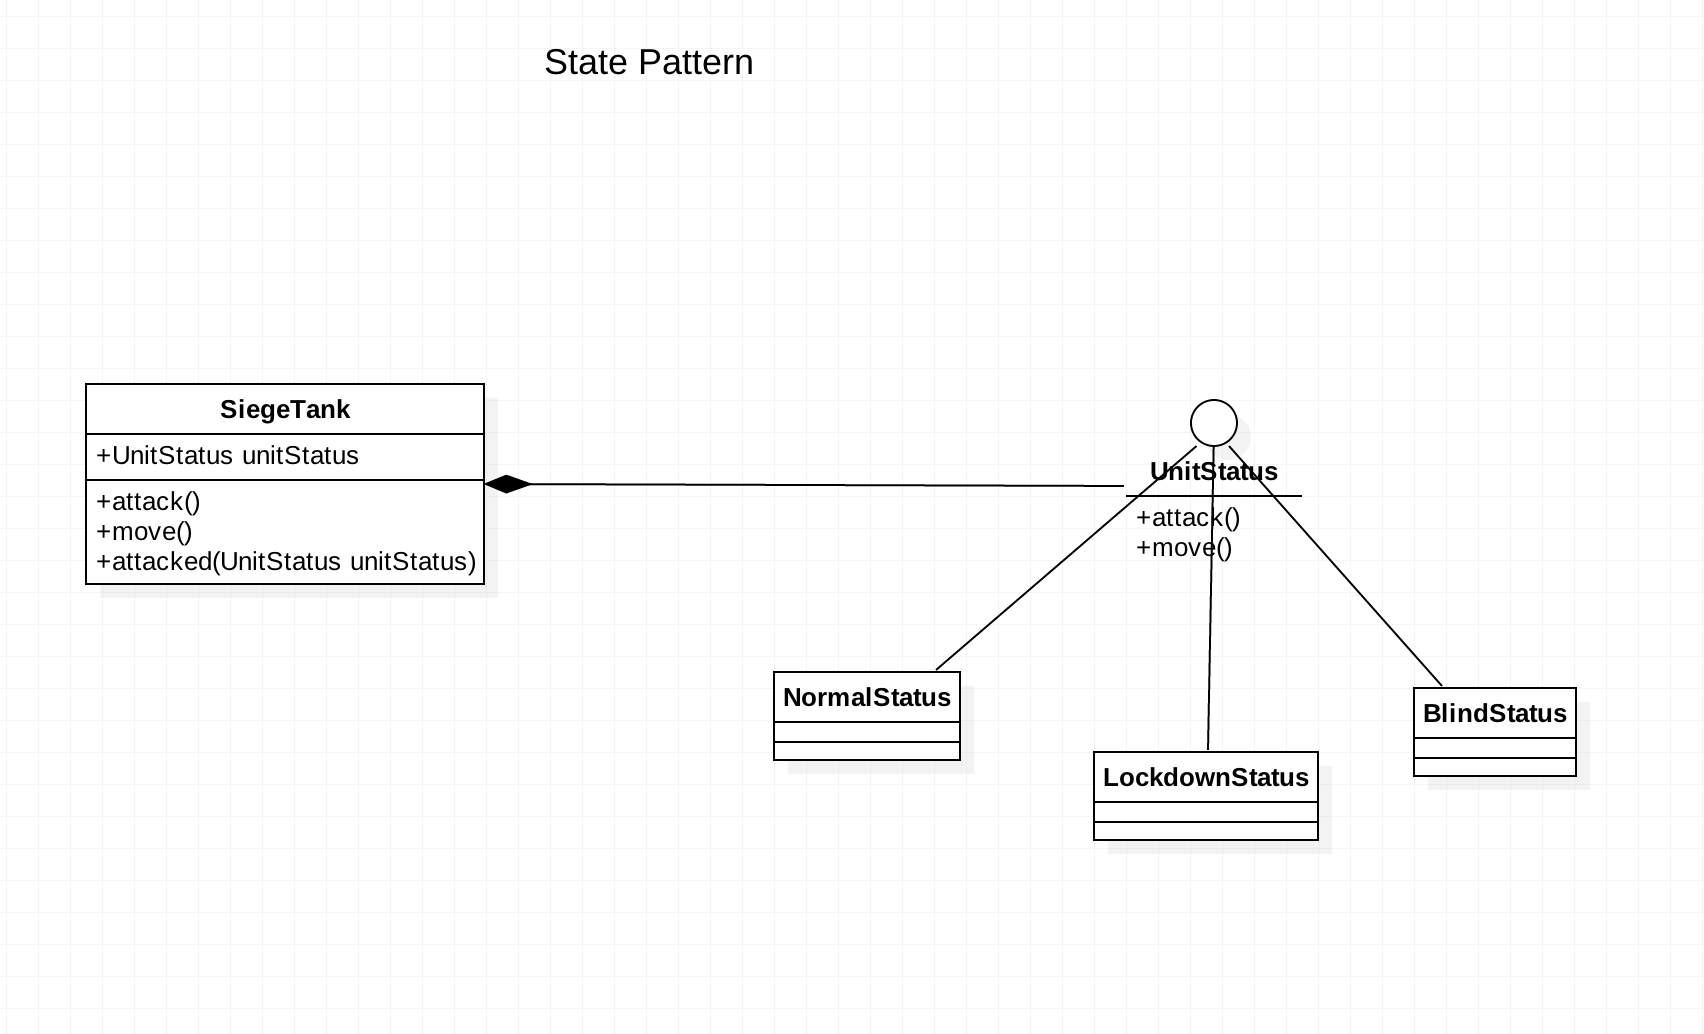 State Pattern
SiegeTank
+UnitStatus unitStatus
+attack()
+move()
+attacked(UnitStatus unitStatus)
UnitStatus
+attack()
+move()
NormalStatus
LockdownStatus
BlindStatus